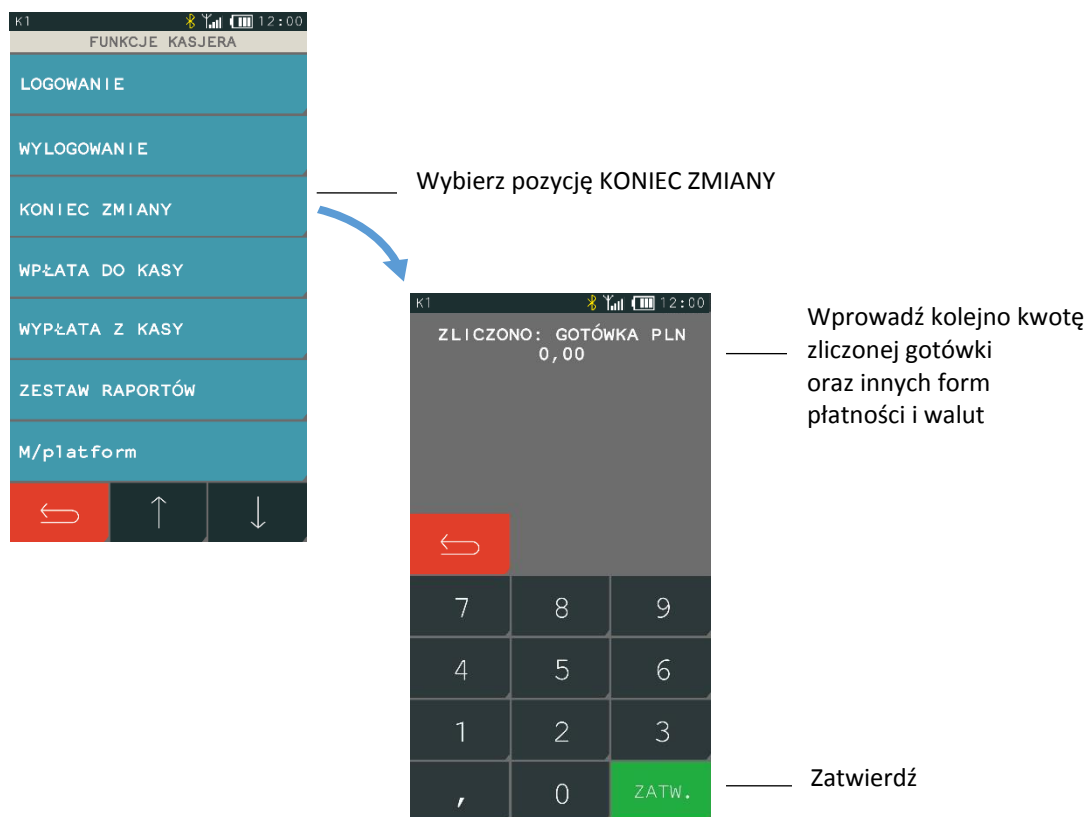 K1 12:00
FUNKCJE KASJERA
LOGOWANIE
WYLOGOWANIE
KONIEC ZMIANY
WPŁATA DO KASY
WYPŁATA Z KASY
ZESTAW RAPORTÓW
M/platform
Wybierz pozycję KONIEC ZMIANY
K1 12:00
ZLICZONO: GOTÓWKA PLN
0,00
7 8 9
4 5 6
1 2 3
, 0 ZATW.
Wprowadź kolejno kwotę
zliczonej gotówki
oraz innych form
płatności i walut
Zatwierdź